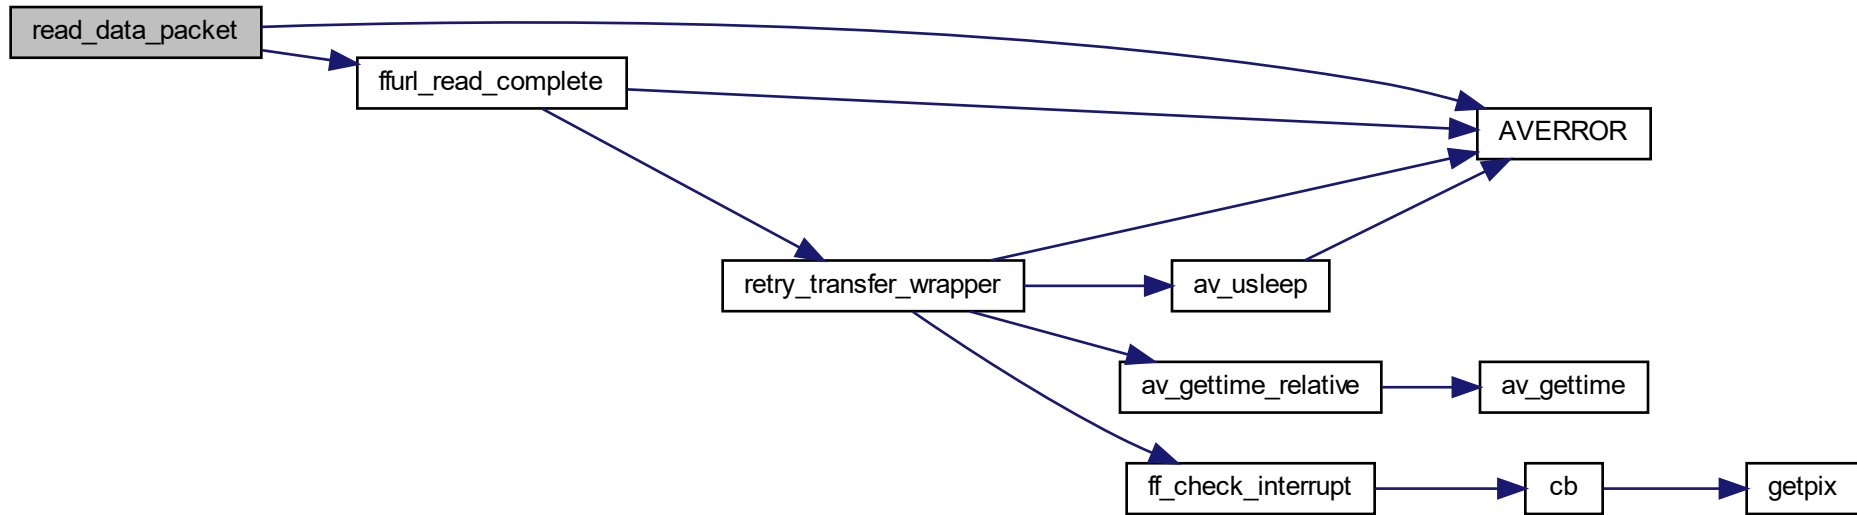 read_data_packet
ffurl_read_complete
AVERROR
retry_transfer_wrapper
av_usleep
av_gettime_relative
av_gettime
ff_check_interrupt
cb
getpix